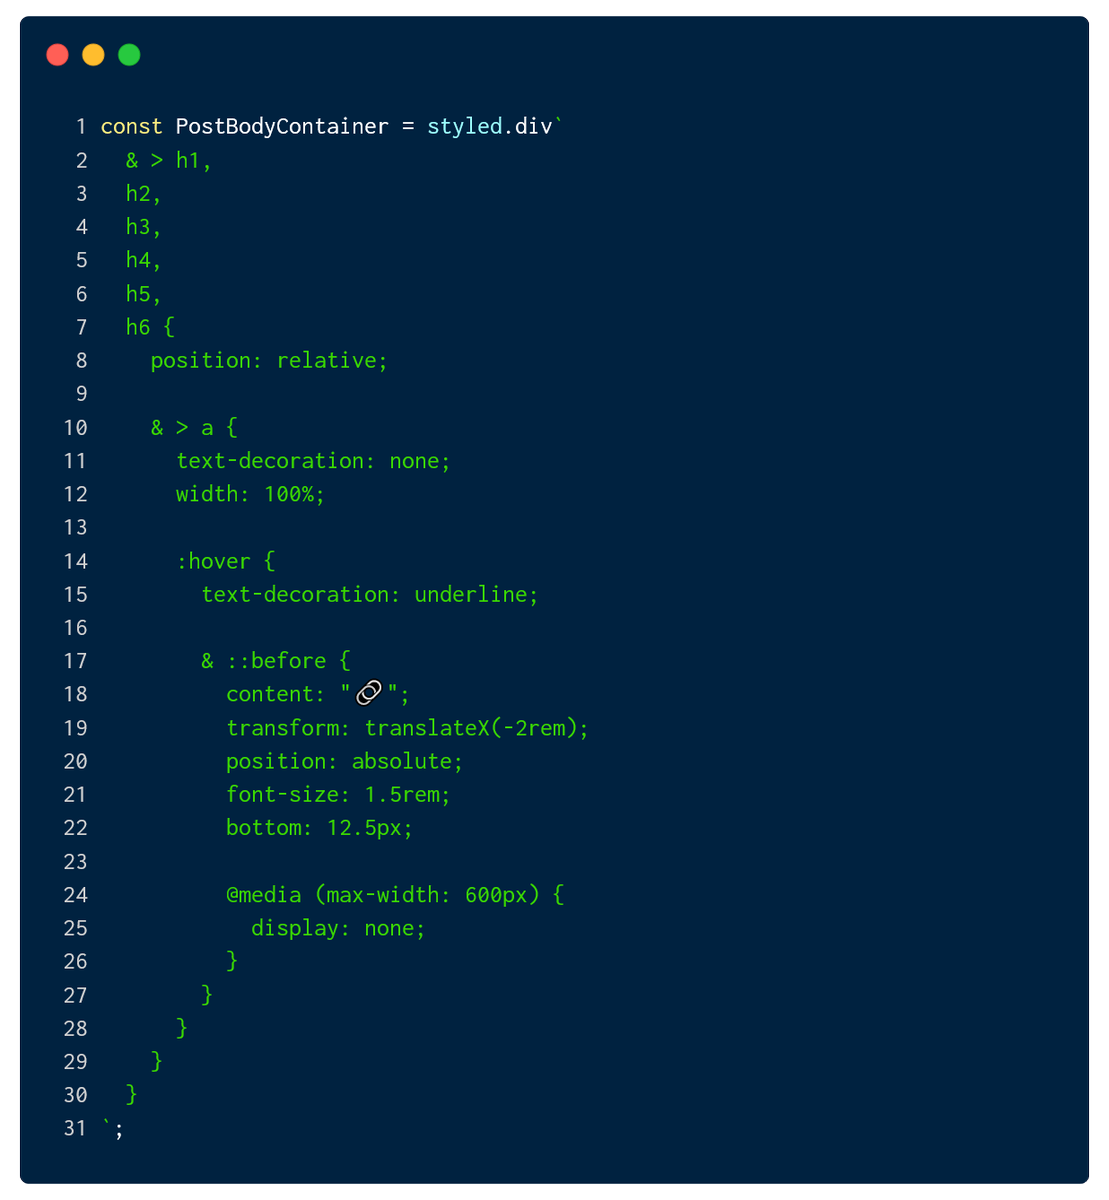 1 const PostBodyContainer = styled.div`
2   & > h1,
3   h2,
4   h3,
5   h4,
6   h5,
7   h6 {
8     position: relative;
9
10     & > a {
11       text-decoration: none;
12       width: 100%;
13
14       :hover {
15         text-decoration: underline;
16
17         & ::before {
18           content: "🔗";
19           transform: translateX(-2rem);
20           position: absolute;
21           font-size: 1.5rem;
22           bottom: 12.5px;
23
24           @media (max-width: 600px) {
25             display: none;
26           }
27         }
28       }
29     }
30   }
31 `;